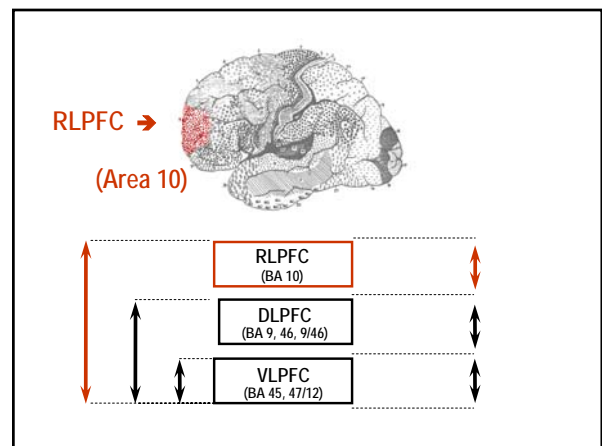 RLPFC ➔
(Area 10)
RLPFC
(BA 10)
DLPFC
(BA 9, 46, 9/46)
VLPFC
(BA 45, 47/12)